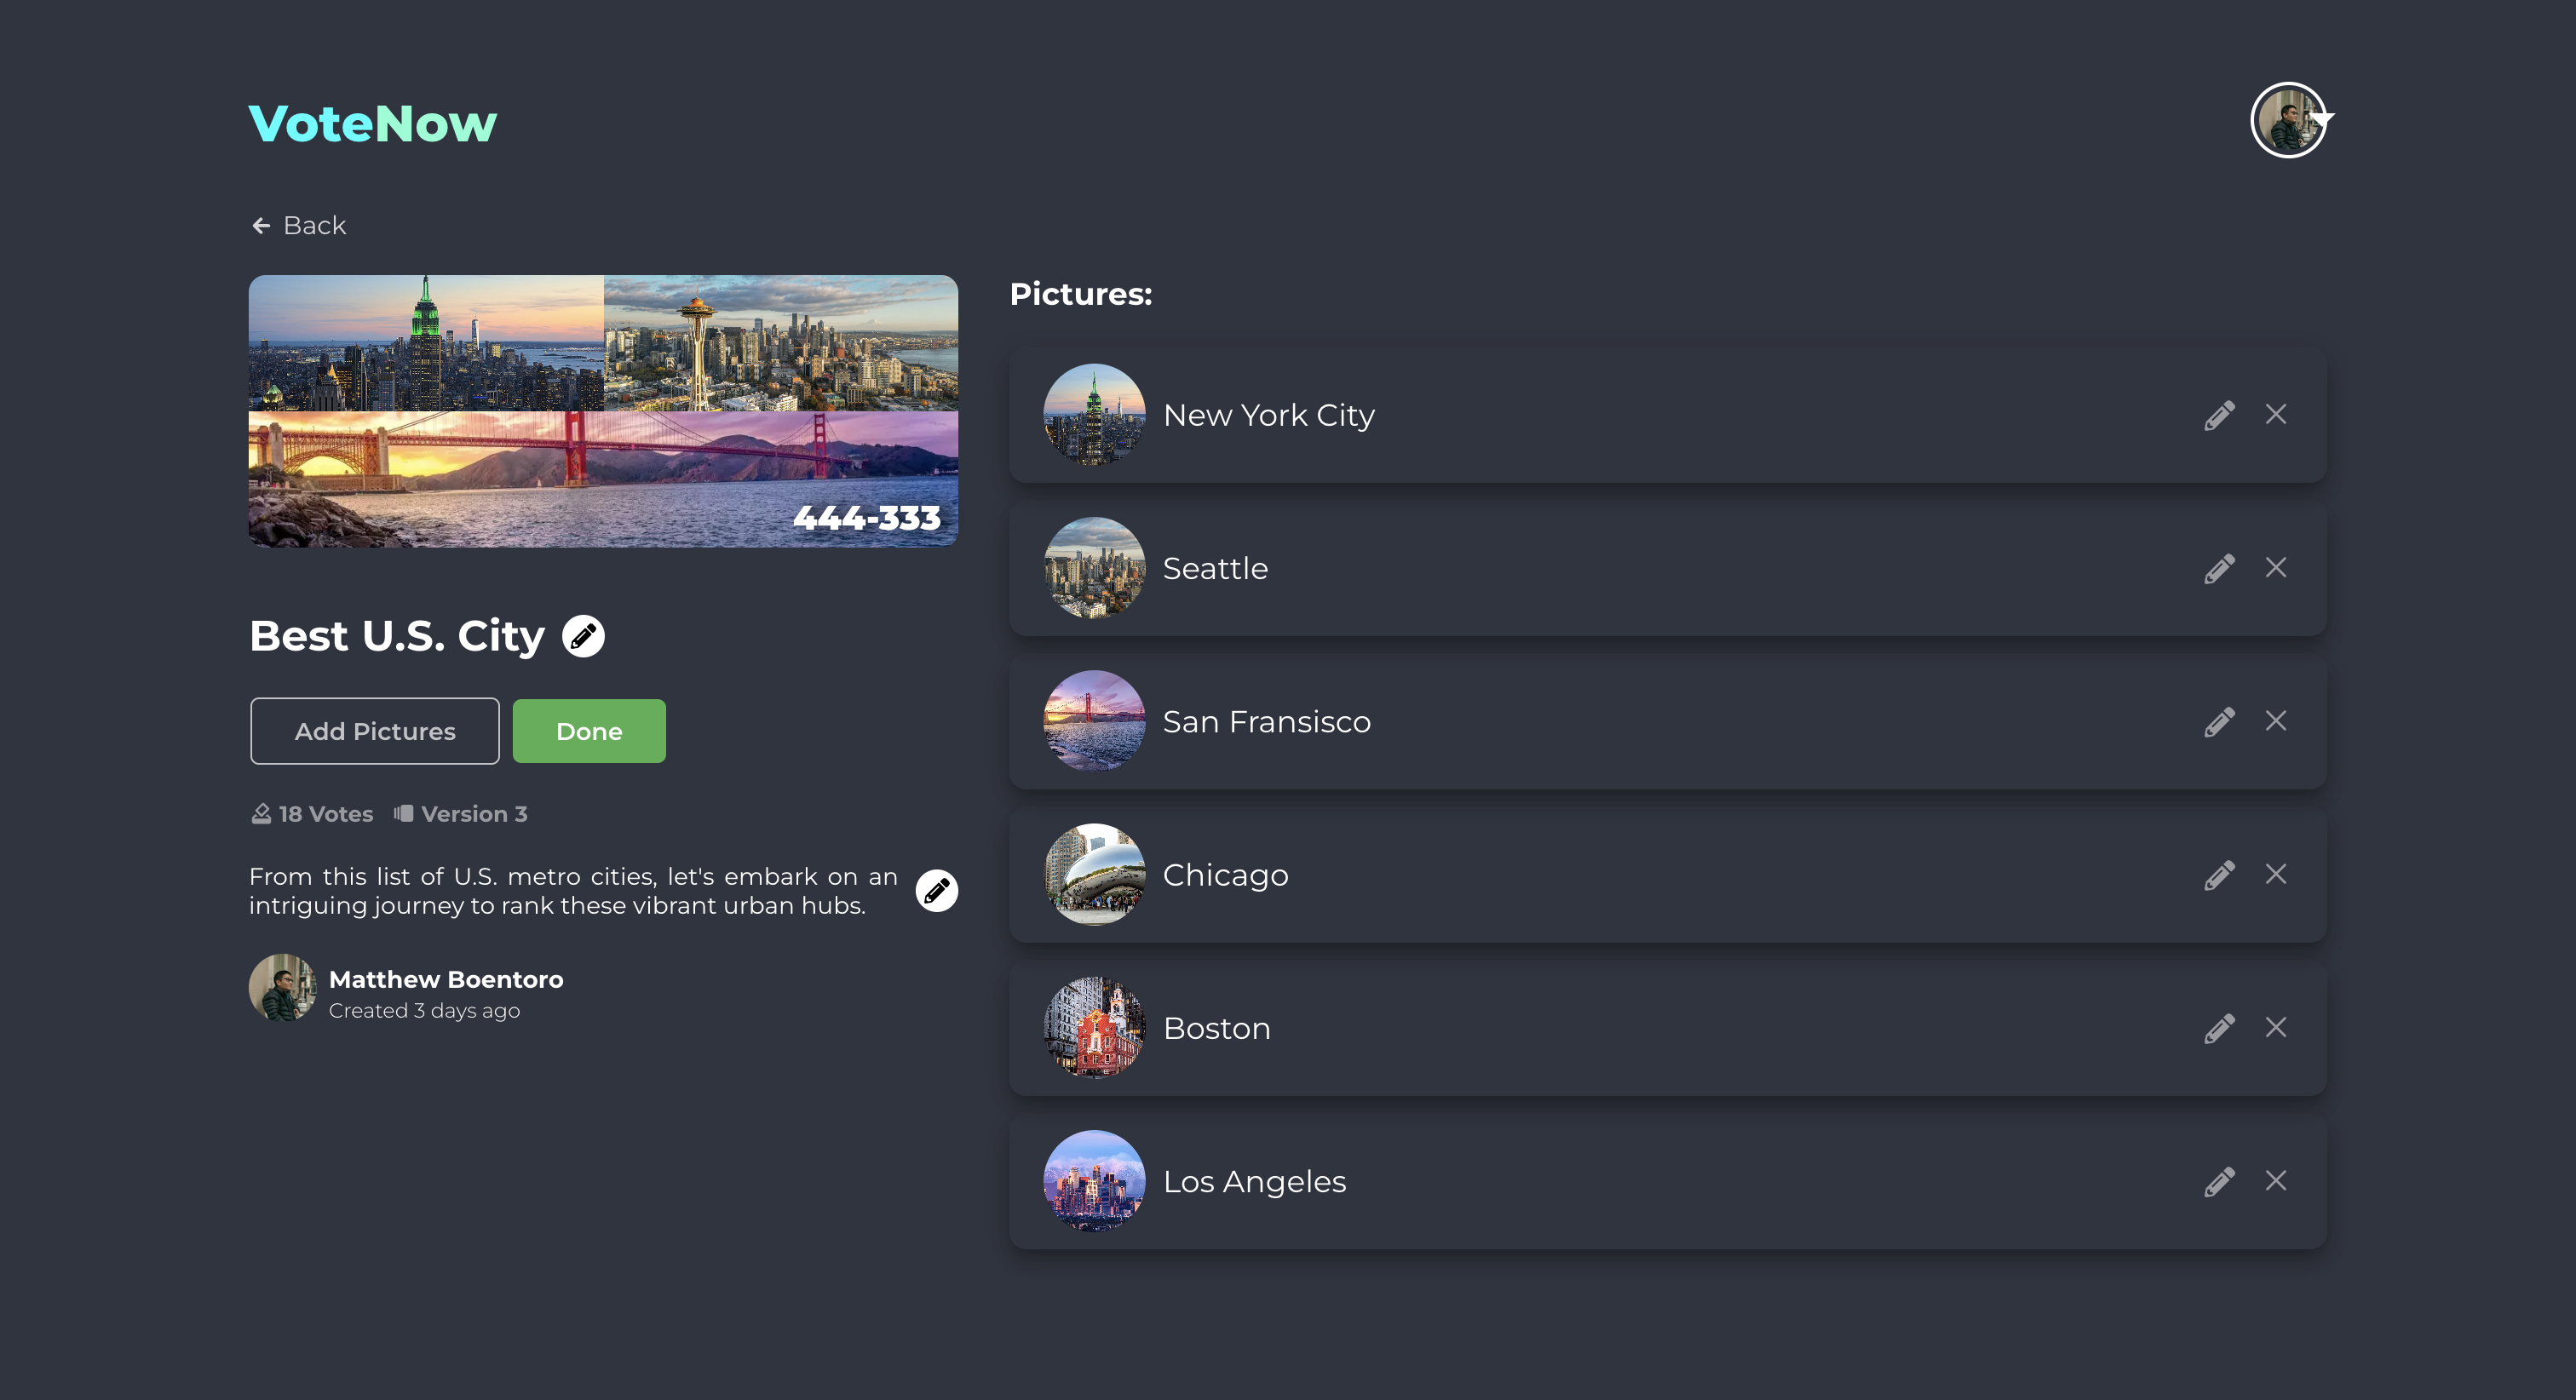 VoteNow
Back
444-333
Best U.S. City
Add Pictures
Done
18 Votes
Version 3
From this list of U.S. metro cities, let's embark on an
intriguing journey to rank these vibrant urban hubs.
Matthew Boentoro
Created 3 days ago
Pictures:
New York City
Seattle
San Fransisco
Chicago
Boston
Los Angeles